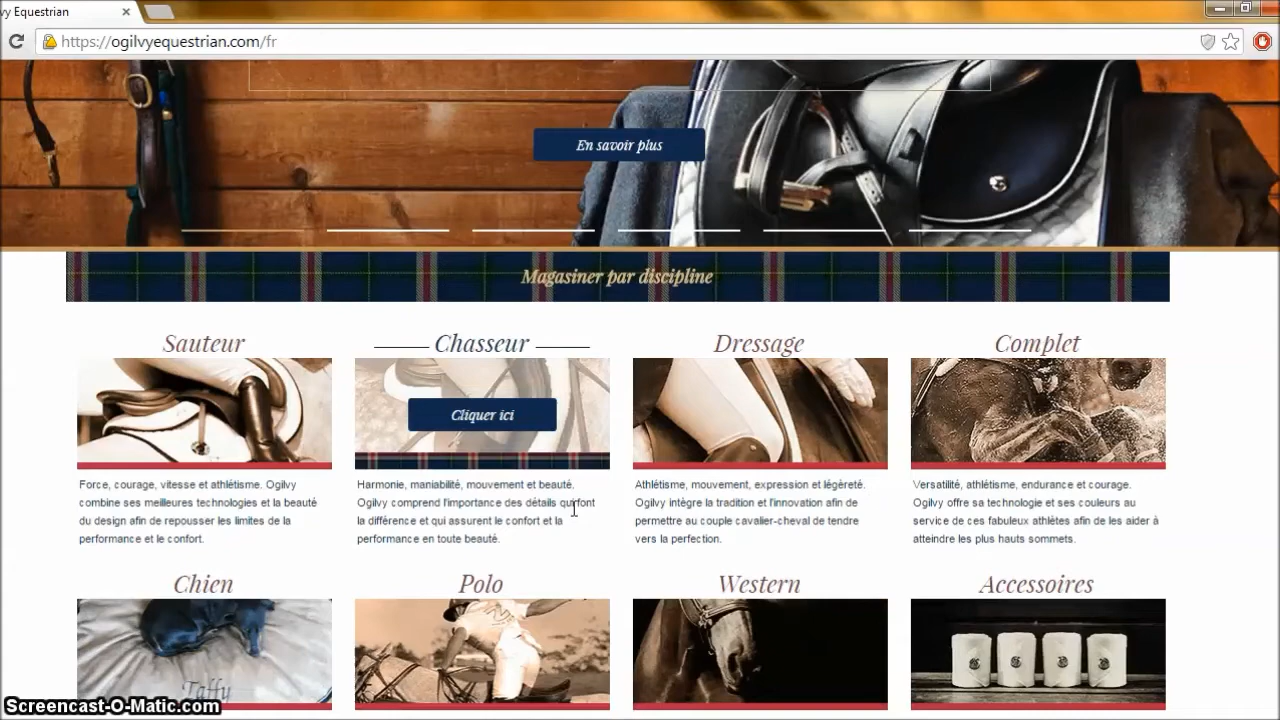 vy Equestrian
https://ogilvyequestrian.com/fr
En savoir plus
Magasiner par discipline
Sauteur
Chasseur
Dressage
Complet
Cliquer ici
Force, courage, vitesse et athlétisme. Ogilvy
combine ses meilleures technologies et la beauté
du design afin de repousser les limites de la
performance et le confort.
Harmonie, maniabilité, mouvement et beauté.
Ogilvy comprend l'importance des détails qui font
la différence et qui assurent le confort et la
performance en toute beauté.
Athlétisme, mouvement, expression et légèreté.
Ogilvy intègre la tradition et l'innovation afin de
permettre au couple cavalier-cheval de tendre
vers la perfection.
Versatilité, athlétisme, endurance et courage.
Ogilvy offre sa technologie et ses couleurs au
service de ces fabuleux athlètes afin de les aider à
atteindre les plus hauts sommets.
Chien
Polo
Western
Accessoires
Taffy
Screencast-O-Matic.com